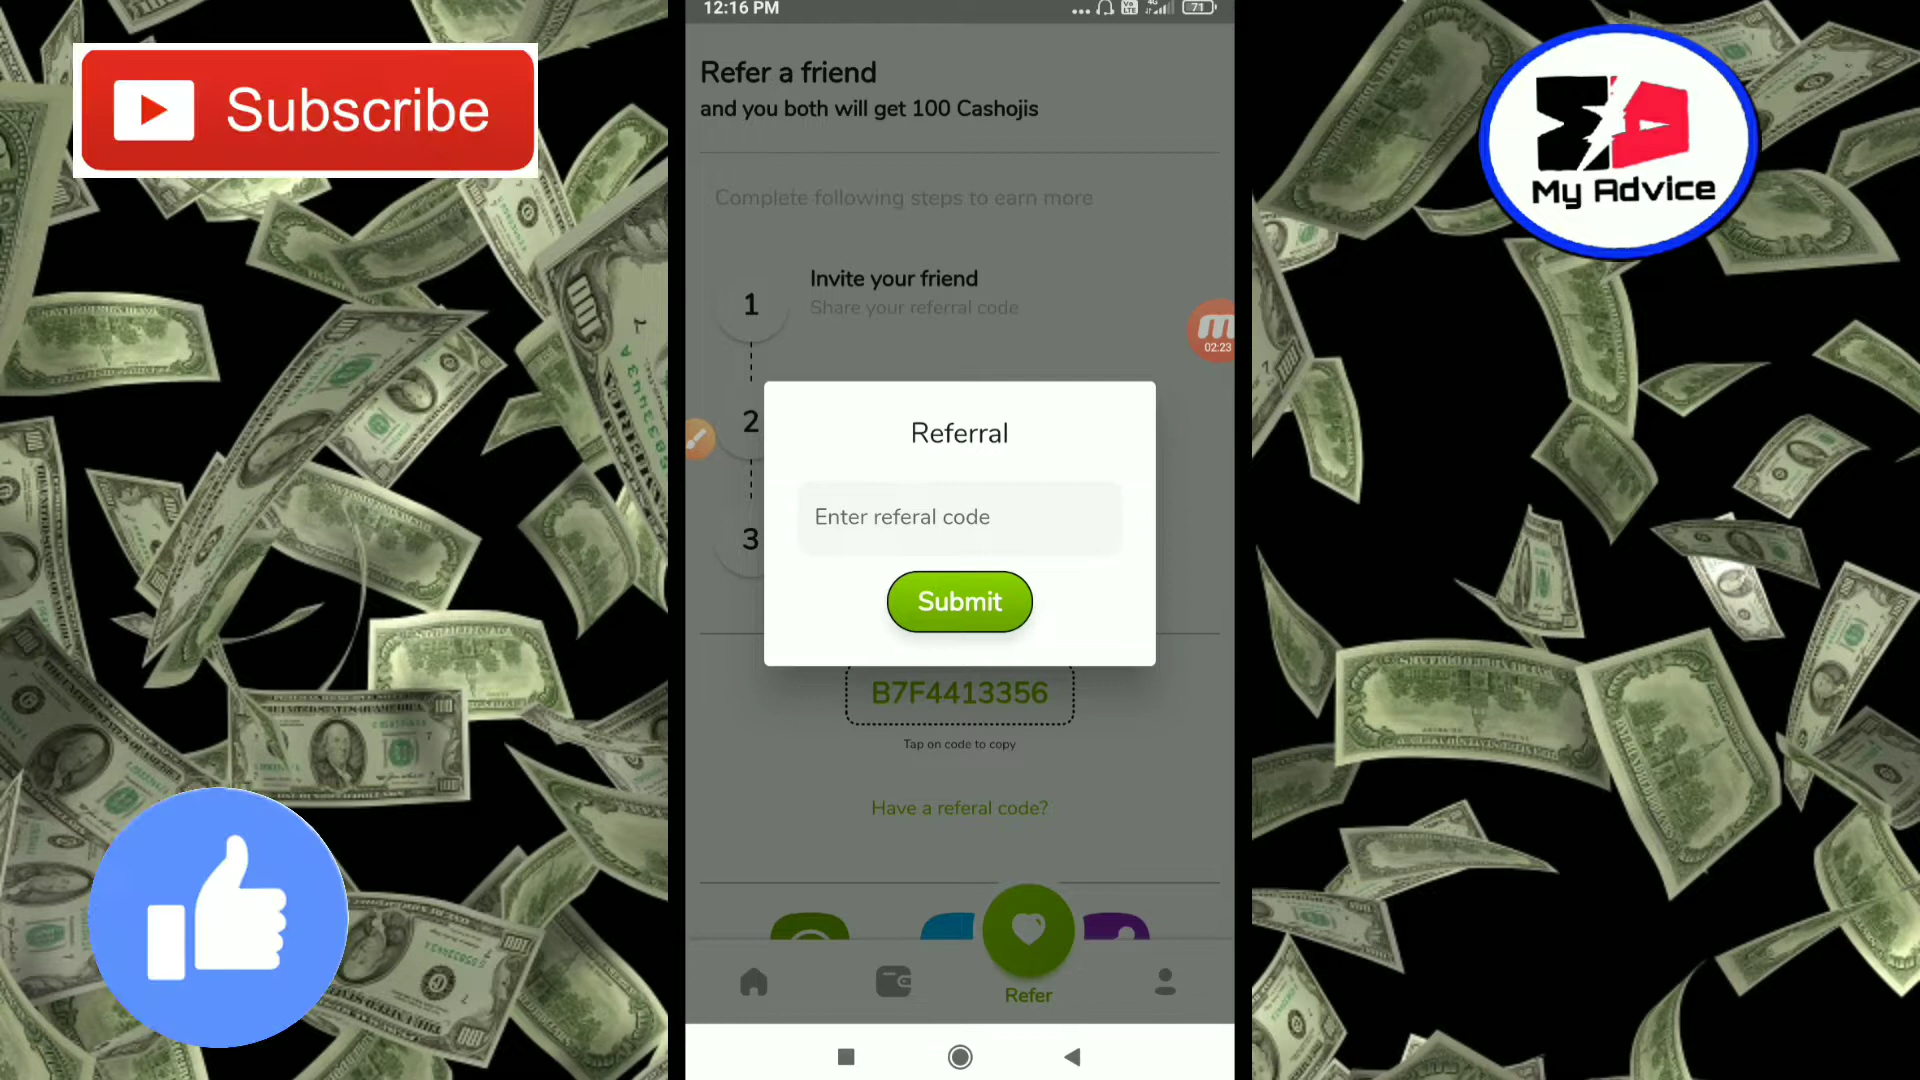 Subscribe
12:16 PM
71
Refer a friend
and you both will get 100 Cashojis
Complete following steps to earn more
1
Invite your friend
Share your referral code
02:23
My Advice
2
3
Referral
Enter referal code
Submit
B7F4413356
Tap on code to copy
Have a referal code?
Refer